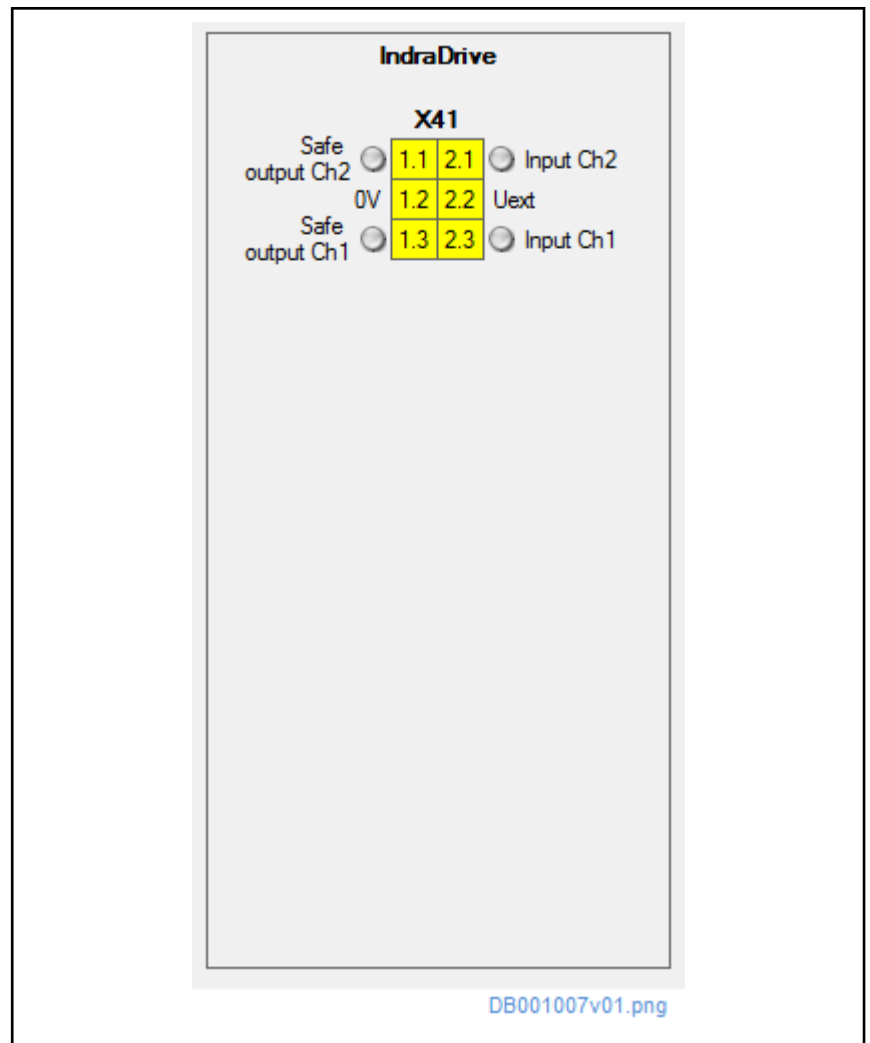 IndraDrive
X41
Safe
output Ch2
1.1 2.1 Input Ch2
0V 1.2 2.2 Uext
Safe
output Ch1
1.3 2.3 Input Ch1
DB001007v01.png